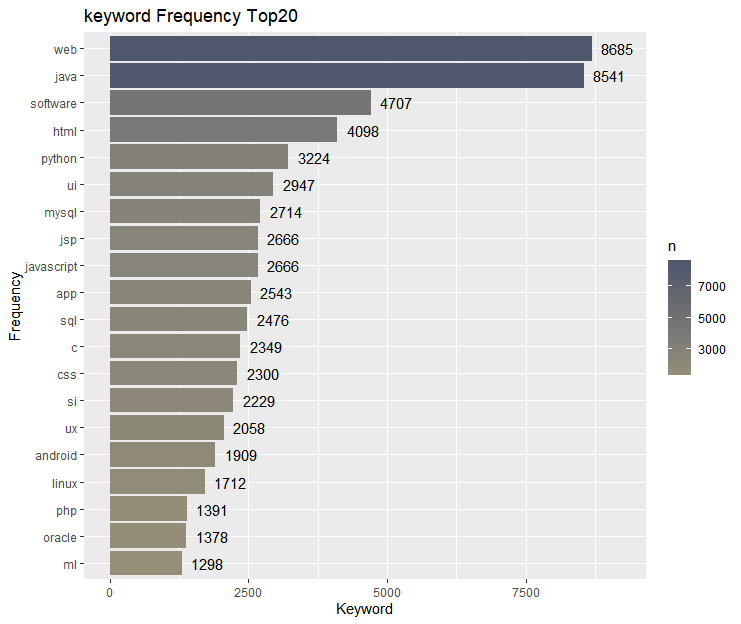 keyword Frequency Top20
web 8685
java 8541
software 4707
html 4098
python 3224
ui 2947
mysql 2714
jsp 2666
javascript 2666
app 2543
sql 2476
c 2349
css 2300
si 2229
ux 2058
android 1909
linux 1712
php 1391
oracle 1378
ml 1298
0 2500 5000 7500
Keyword
Frequency
n
7000
5000
3000